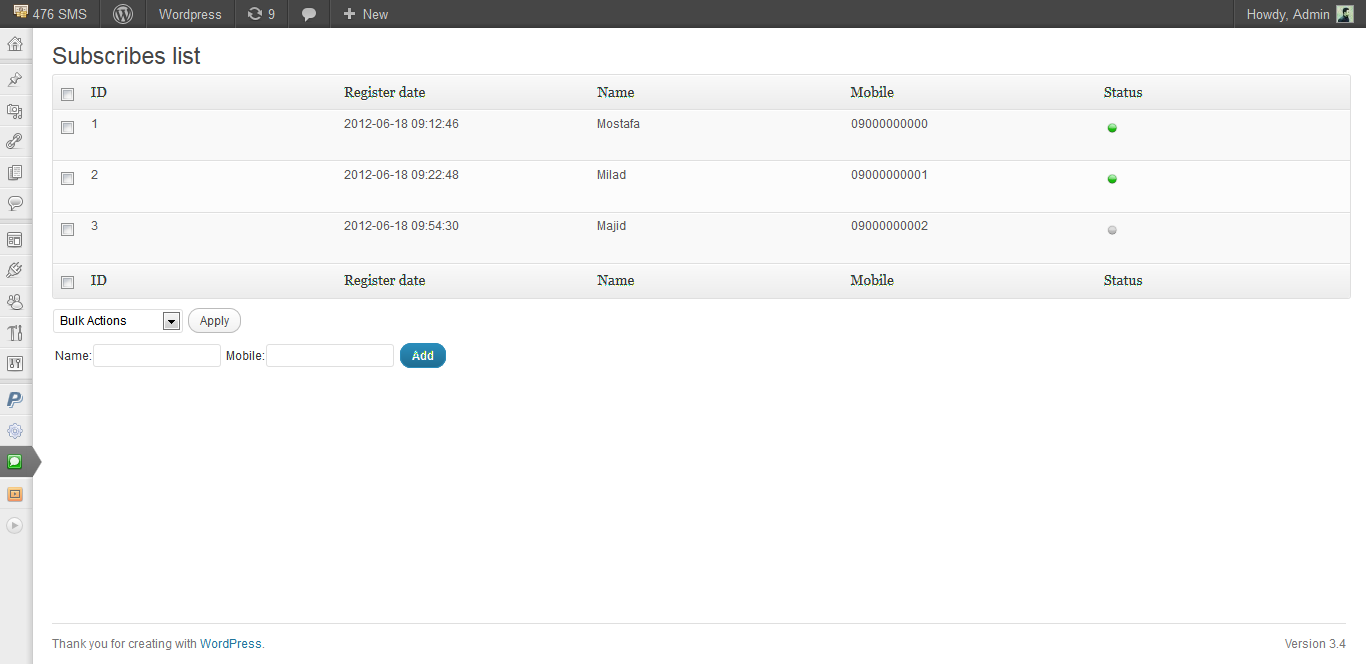 476 SMS Wordpress 9 New Howdy, Admin
Subscribes list
ID Register date Name Mobile Status
1 2012-06-18 09:12:46 Mostafa 09000000000
2 2012-06-18 09:22:48 Milad 09000000001
3 2012-06-18 09:54:30 Majid 09000000002
ID Register date Name Mobile Status
Bulk Actions Apply
Name: Mobile: Add
Thank you for creating with WordPress. Version 3.4